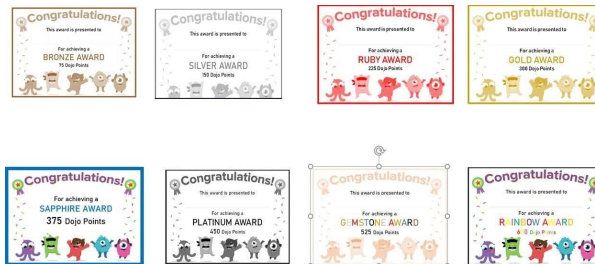 Congratulations!
This award is presented to
For achieving a
BRONZE AWARD
75 Dojo Points
Congratulations!
This award is presented to
For achieving a
SILVER AWARD
150 Dojo Points
Congratulations!
This award is presented to
For achieving a
RUBY AWARD
225 Dojo Points
Congratulations!
This award is presented to
For achieving a
GOLD AWARD
300 Dojo Points
Congratulations!
For achieving a
SAPPHIRE AWARD
375 Dojo Points
Congratulations!
This award is presented to
For achieving a
PLATINUM AWARD
450 Dojo Points
Congratulations!
This award is presented to
For achieving a
GEMSTONE AWARD
525 Dojo Points
Congratulations!
This award is presented to
For achieving a
RAINBOW AWARD
600 Dojo Points